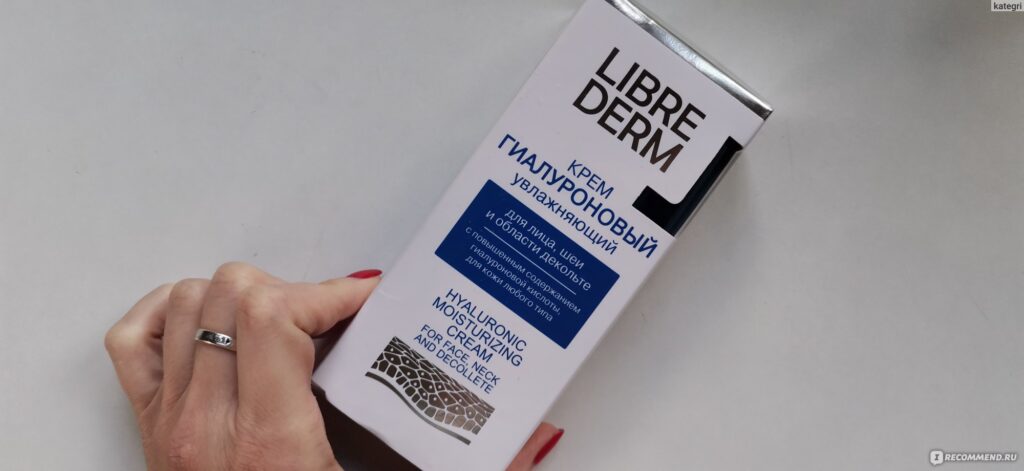 kategri
LIBRE
DERM
КРЕМ
ГИАЛУРОНОВЫЙ
увлажняющий
для лица, шеи
и области декольте
с повышенным содержанием
гиалуроновой кислоты,
для кожи любого типа
HYALURONIC
MOISTURIZING
CREAM
FOR FACE, NECK
AND DECOLLETE
I RECOMMEND.RU